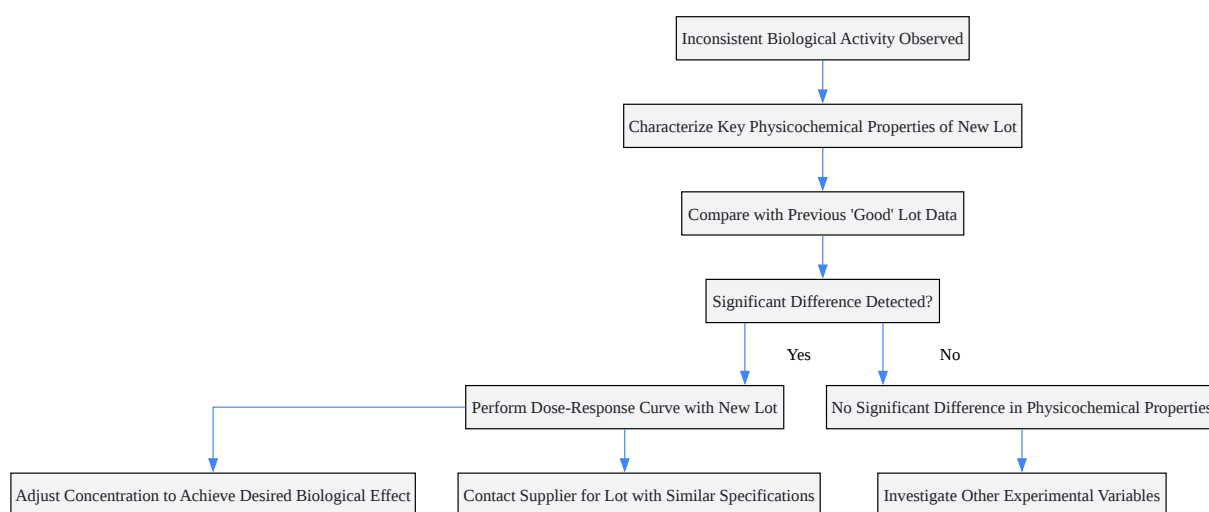 Inconsistent Biological Activity Observed
Characterize Key Physicochemical Properties of New Lot
Compare with Previous 'Good' Lot Data
Significant Difference Detected?
Yes
No
Perform Dose-Response Curve with New Lot
No Significant Difference in Physicochemical Properties
Adjust Concentration to Achieve Desired Biological Effect
Contact Supplier for Lot with Similar Specifications
Investigate Other Experimental Variables